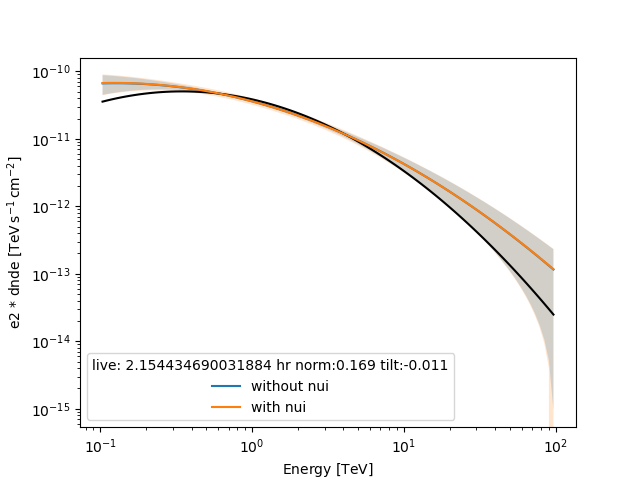 10⁻¹⁰
10⁻¹¹
10⁻¹²
10⁻¹³
10⁻¹⁴
10⁻¹⁵
e2 * dnde [TeV s⁻¹ cm⁻²]
live: 2.154434690031884 hr norm:0.169 tilt:-0.011
without nui
with nui
10⁻¹ 10⁰ 10¹ 10²
Energy [TeV]